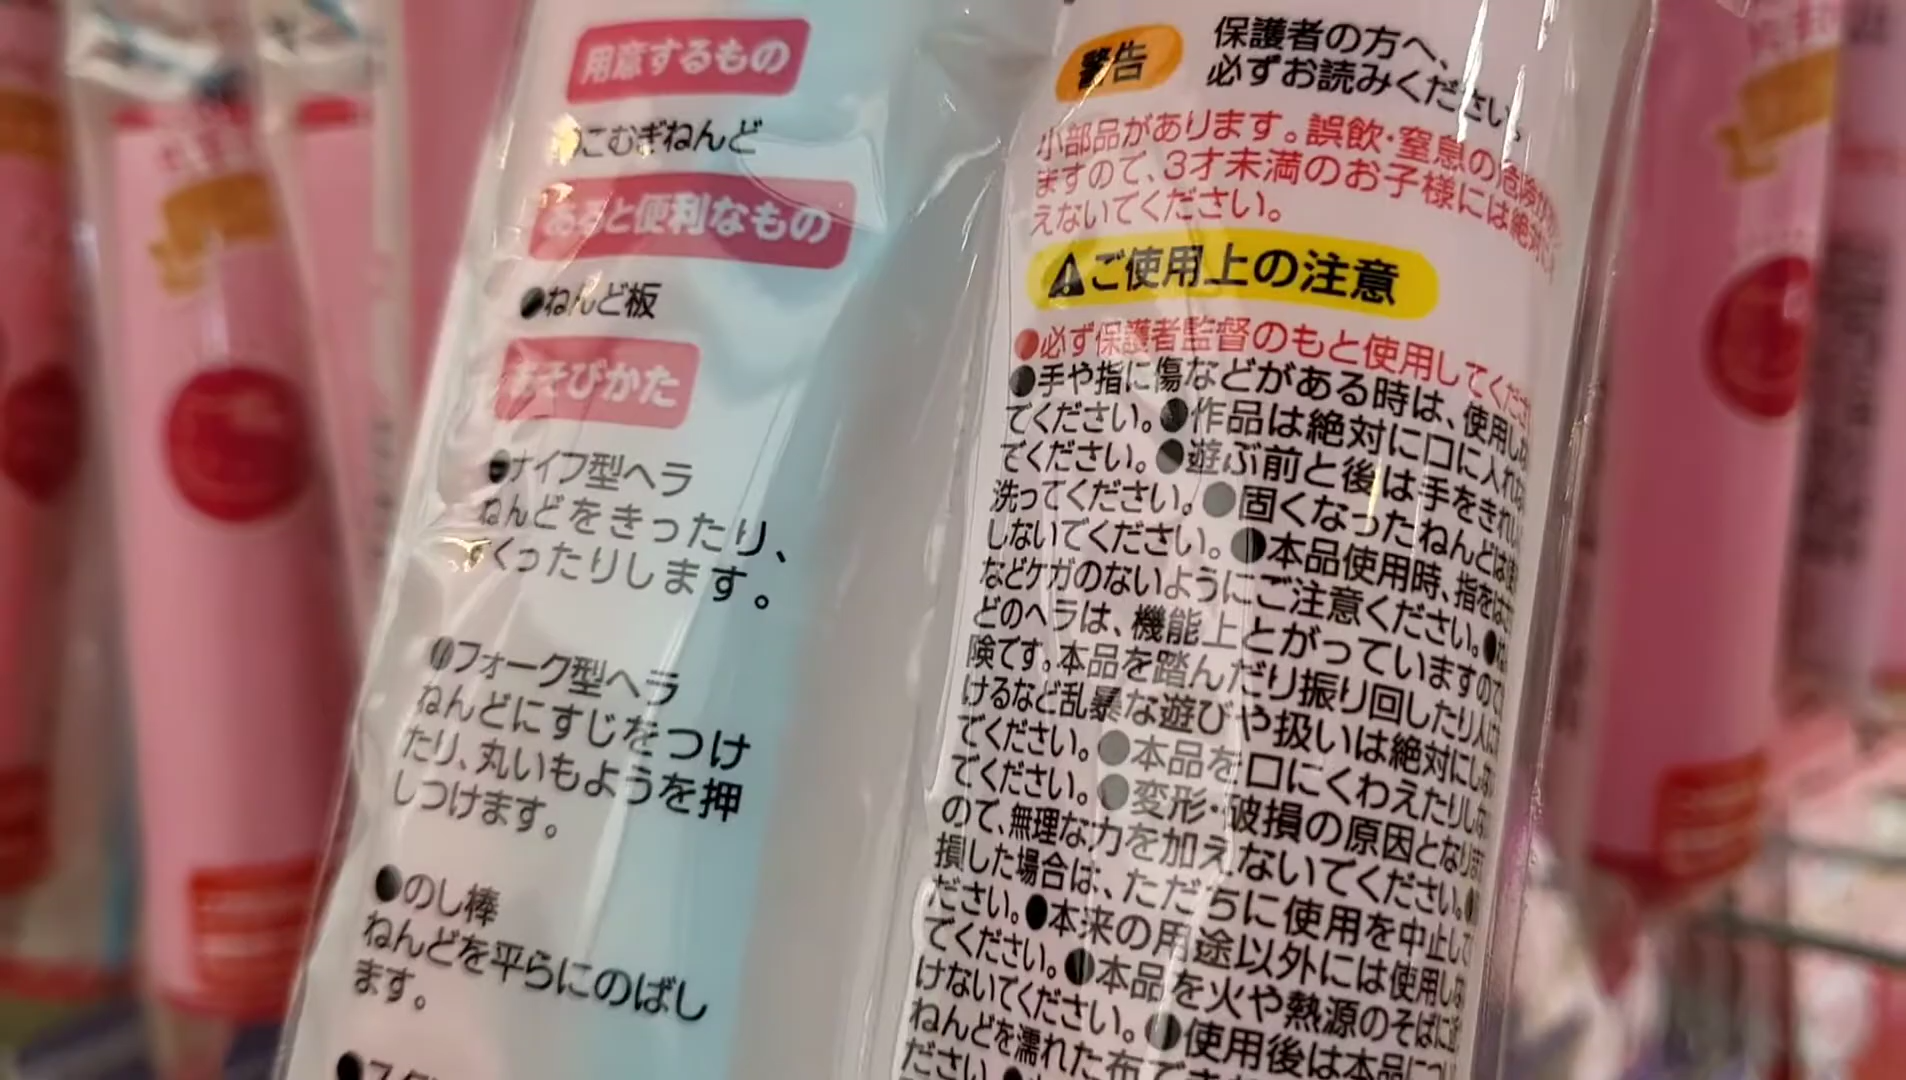 用意するもの
こむぎねんど
あると便利なもの
●ねんど板
あそびかた
●ナイフ型ヘラ
ねんどをきったり、
くったりします。
●フォーク型ヘラ
ねんどにすじをつけ
たり、丸いもようを押
しつけます。
●のし棒
ねんどを平らにのばし
ます。
警告
保護者の方へ、
必ずお読みください。
小部品があります。誤飲・窒息の危険が
ますので、3才未満のお子様には絶対に
えないでください。
⚠ご使用上の注意
●必ず保護者監督のもと使用してくださ
●手や指に傷などがある時は、使用しな
でください。●作品は絶対に口に入れな
でください。●遊ぶ前と後は手をきれい
洗ってください。●固くなったねんどは使
しないでください。●本品使用時、指をは
などケガのないようにご注意ください。●
どのヘラは、機能上とがっていますので
険です。本品を踏んだり振り回したり人に
けるなど乱暴な遊びや扱いは絶対にしな
でください。●本品を口にくわえたりしな
でください。●変形・破損の原因となりま
ので、無理な力を加えないでください。●
損した場合は、ただちに使用を中止して
ださい。●本来の用途以外には使用しな
でください。●本品を火や熱源のそばに近
けないでください。●使用後は本品につ
ねんどを濡れた布で
ださい。